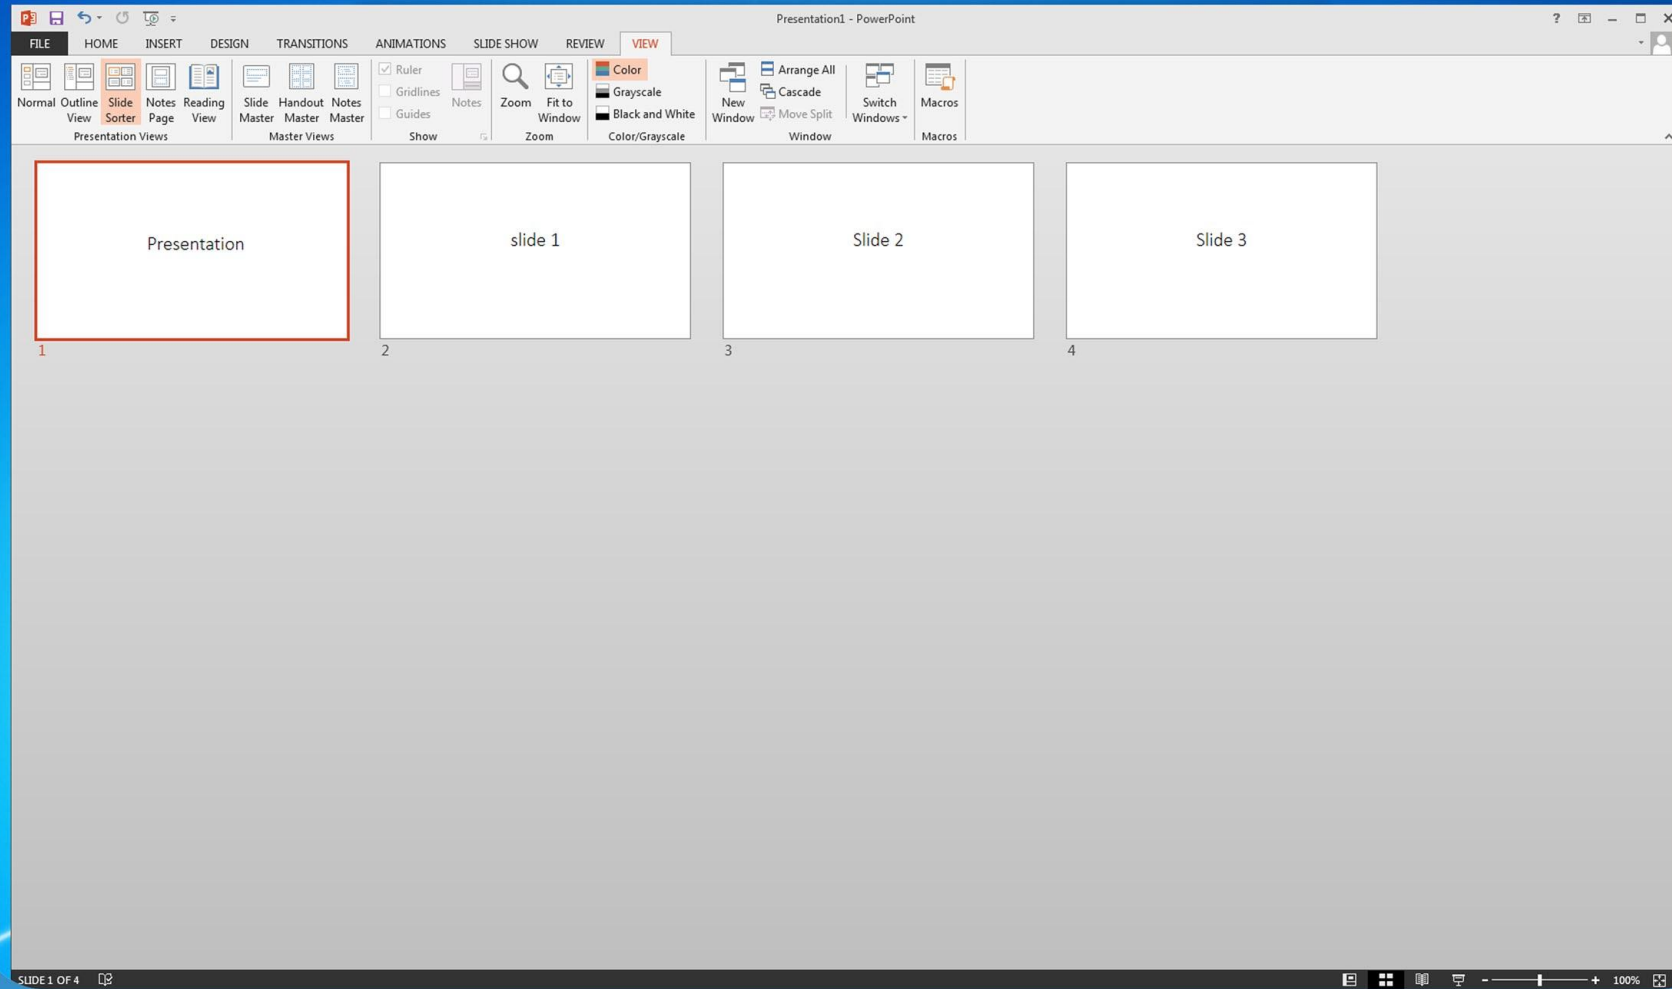 Presentation1 - PowerPoint
?
FILE HOME INSERT DESIGN TRANSITIONS ANIMATIONS SLIDE SHOW REVIEW VIEW
Normal
Outline View
Slide Sorter
Notes Page
Reading View
Presentation Views
Slide Master
Handout Master
Notes Master
Master Views
Ruler
Gridlines
Guides
Notes
Show
Zoom
Fit to Window
Zoom
Color
Grayscale
Black and White
Color/Grayscale
New Window
Arrange All
Cascade
Move Split
Switch Windows
Window
Macros
Macros
Presentation
1
slide 1
2
Slide 2
3
Slide 3
4
SLIDE 1 OF 4
- + 100%